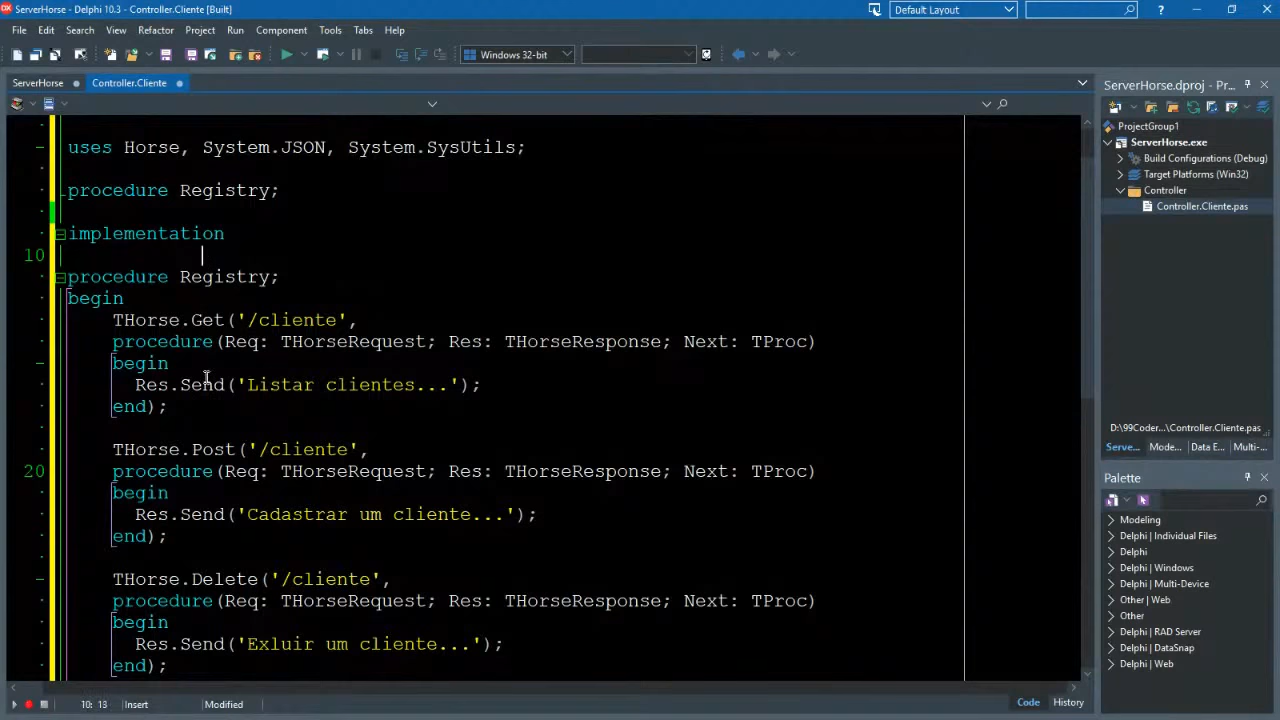 ServerHorse - Delphi 10.3 - Controller.Cliente [Built]
Default Layout
?
File Edit Search View Refactor Project Run Component Tools Tabs Help
Windows 32-bit
ServerHorse
Controller.Cliente
ServerHorse.dproj - Pr...
uses Horse, System.JSON, System.SysUtils;
procedure Registry;
implementation
10
procedure Registry;
begin
THorse.Get('/cliente',
procedure(Req: THorseRequest; Res: THorseResponse; Next: TProc)
begin
Res.Send('Listar clientes...');
end);
THorse.Post('/cliente',
20 procedure(Req: THorseRequest; Res: THorseResponse; Next: TProc)
begin
Res.Send('Cadastrar um cliente...');
end);
THorse.Delete('/cliente',
procedure(Req: THorseRequest; Res: THorseResponse; Next: TProc)
begin
Res.Send('Exluir um cliente...');
end);
ProjectGroup1
ServerHorse.exe
Build Configurations (Debug)
Target Platforms (Win32)
Controller
Controller.Cliente.pas
D:\99Coder...\Controller.Cliente.pas
Serve... Mode... Data E... Multi-...
Palette
Modeling
Delphi | Individual Files
Delphi
Delphi | Windows
Delphi | Multi-Device
Other | Web
Other
Delphi | RAD Server
Delphi | DataSnap
Delphi | Web
10: 13 Insert Modified
Code History